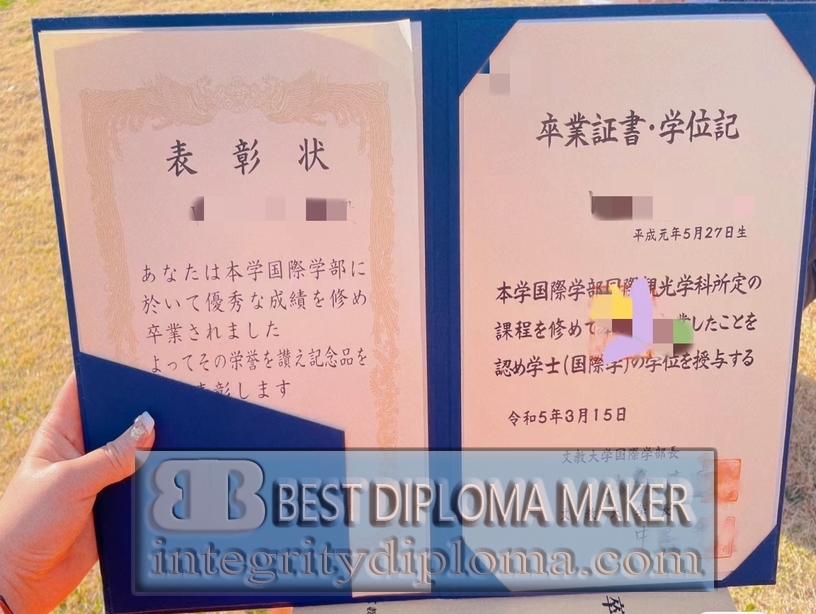 表彰状
あなたは本学国際学部に
於いて優秀な成績を修め
卒業されました
よってその栄誉を讃え記念品を
表彰します
卒業証書・学位記
平成元年5月27日生
本学国際学部国際観光学科所定の
課程を修めて
したことを
認め学士(国際学)の学位を授与する
令和5年3月15日
文教大学国際学部長
BB BEST DIPLOMA MAKER
integritydiploma.com